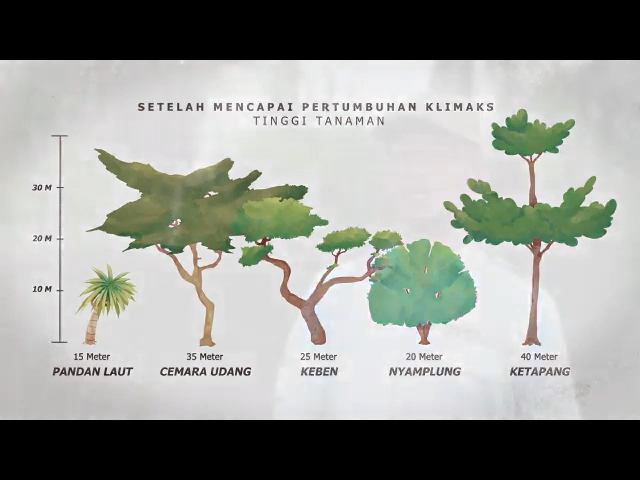 SETELAH MENCAPAI PERTUMBUHAN KLIMAKS
TINGGI TANAMAN
30 M
20 M
10 M
15 Meter
PANDAN LAUT
35 Meter
CEMARA UDANG
25 Meter
KEBEN
20 Meter
NYAMPLUNG
40 Meter
KETAPANG